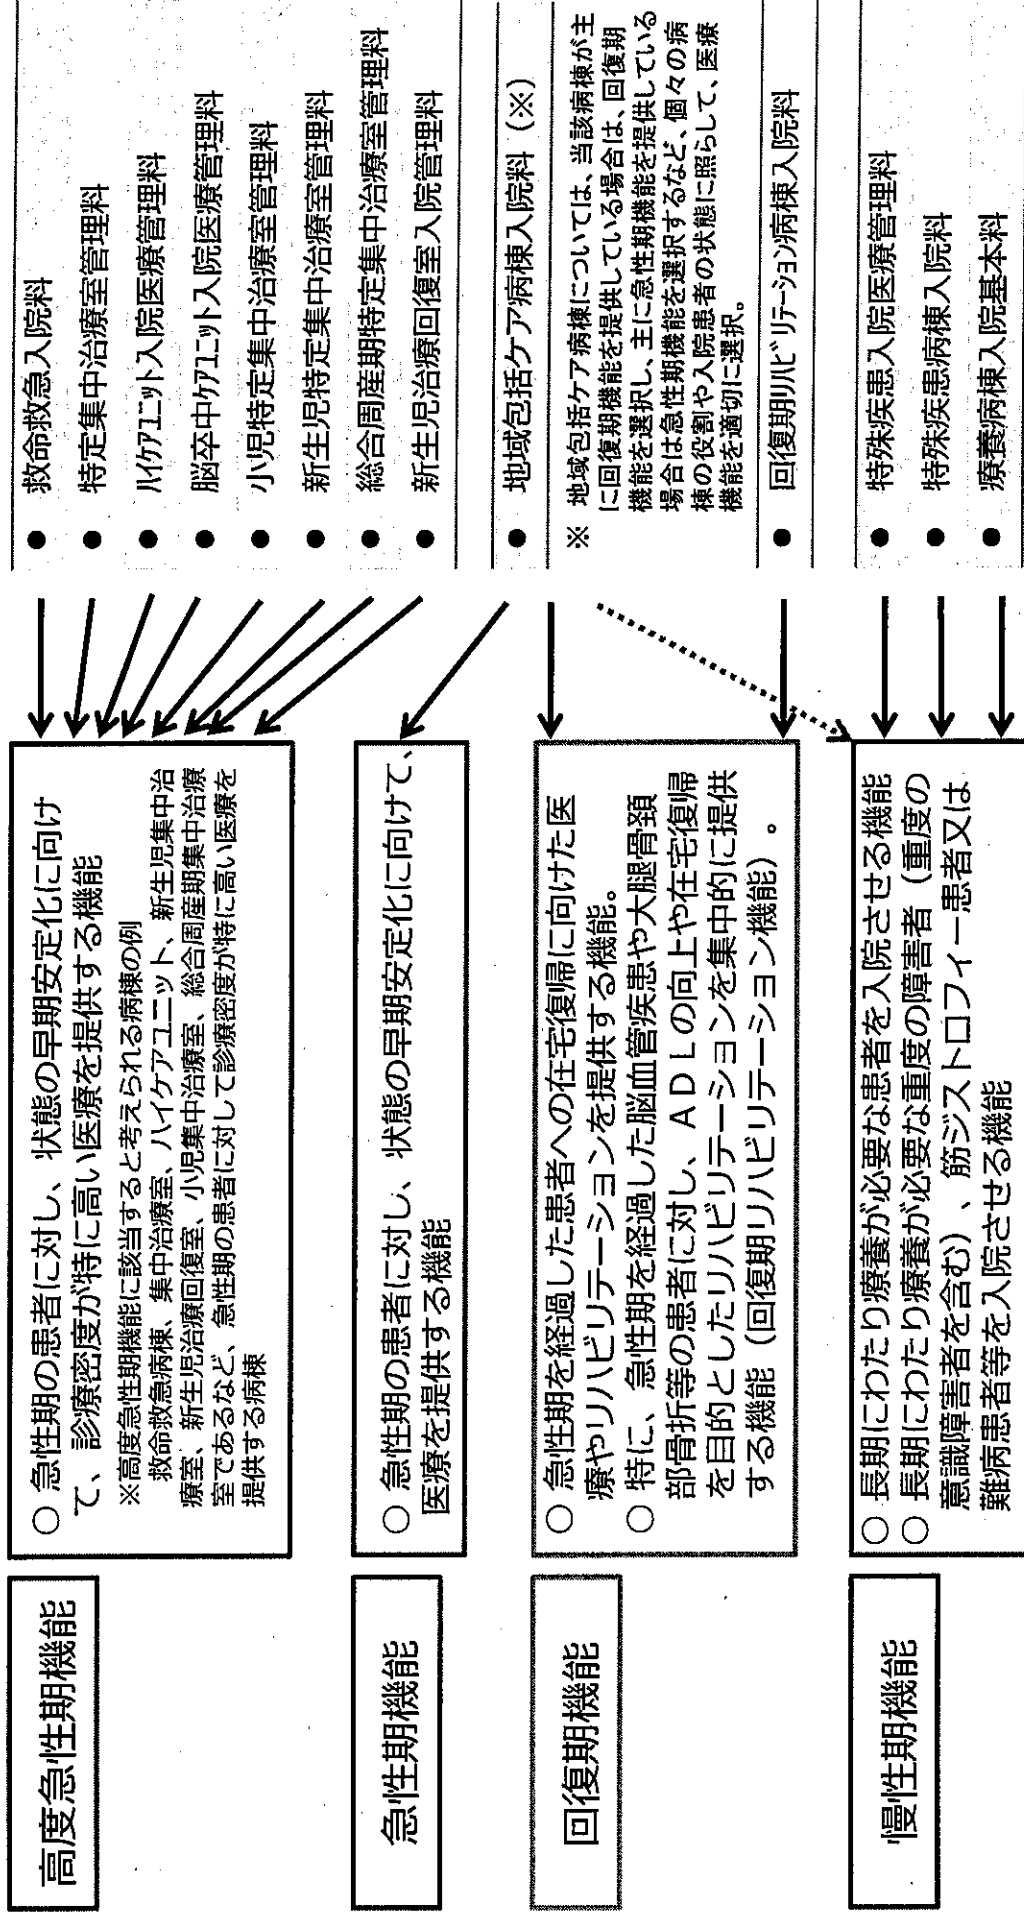 高度急性期機能
○ 急性期の患者に対し、状態の早期安定化に向け
て、診療密度が特に高い医療を提供する機能
※高度急性期機能に該当すると考えられる病棟の例
救命救急病棟、集中治療室、ハイケアユニット、新生児集中治
療室、新生児治療回復室、小児集中治療室、総合周産期集中治療
室であるなど、急性期の患者に対して診療密度が特に高い医療を
提供する病棟
● 救命救急入院料
● 特定集中治療室管理料
● ハイケアユニット入院医療管理料
● 脳卒中ケアユニット入院医療管理料
● 小児特定集中治療室管理料
● 新生児特定集中治療室管理料
● 総合周産期特定集中治療室管理料
● 新生児治療回復室入院管理料
急性期機能
○ 急性期の患者に対し、状態の早期安定化に向けて、
医療を提供する機能
● 地域包括ケア病棟入院料（※）
※ 地域包括ケア病棟については、当該病棟が主
に回復期機能を提供している場合は、回復期
機能を選択し、主に急性期機能を提供している
場合は急性期機能を選択するなど、個々の病
棟の役割や入院患者の状態に照らして、医療
機能を適切に選択。
回復期機能
○ 急性期を経過した患者への在宅復帰に向けた医
療やリハビリテーションを提供する機能。
○ 特に、急性期を経過した脳血管疾患や大腿骨頚
部骨折等の患者に対し、ＡＤＬの向上や在宅復帰
を目的としたリハビリテーションを集中的に提供
する機能（回復期リハビリテーション機能）。
● 回復期リハビリテーション病棟入院料
慢性期機能
○ 長期にわたり療養が必要な患者を入院させる機能
○ 長期にわたり療養が必要な重度の障害者（重度の
意識障害者を含む）、筋ジストロフィー患者又は
難病患者等を入院させる機能
● 特殊疾患入院医療管理料
● 特殊疾患病棟入院料
● 療養病棟入院基本料